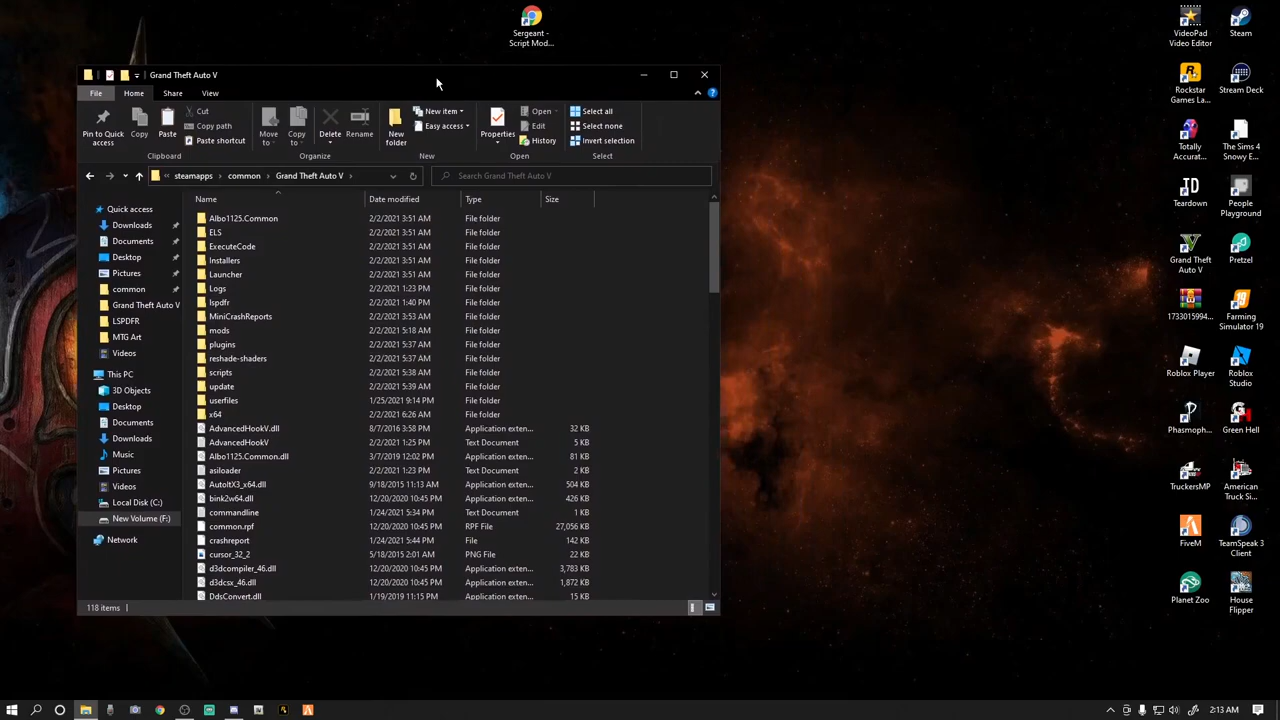 Sergeant -
Script Mod...
VideoPad
Video Editor
Steam
Rockstar
Games La...
Stream Deck
Totally
Accurat...
The Sims 4
Snowy E...
Teardown
People
Playground
Grand Theft
Auto V
Pretzel
1733015994...
Farming
Simulator 19
Roblox Player
Roblox
Studio
Phasmoph...
Green Hell
TruckersMP
American
Truck Si...
FiveM
TeamSpeak 3
Client
Planet Zoo
House
Flipper
Grand Theft Auto V
File
Home
Share
View
Pin to Quick
access
Copy
Paste
Cut
Copy path
Paste shortcut
Clipboard
Move
to
Copy
to
Delete
Rename
Organize
New
folder
New item
Easy access
New
Properties
Open
Edit
History
Open
Select all
Select none
Invert selection
Select
« steamapps › common › Grand Theft Auto V ›
Search Grand Theft Auto V
Name Date modified Type Size
Quick access
Downloads
Documents
Desktop
Pictures
common
Grand Theft Auto V
LSPDFR
MTG Art
Videos
This PC
3D Objects
Desktop
Documents
Downloads
Music
Pictures
Videos
Local Disk (C:)
New Volume (F:)
Network
Albo1125.Common 2/2/2021 3:51 AM File folder
ELS 2/2/2021 3:51 AM File folder
ExecuteCode 2/2/2021 3:51 AM File folder
Installers 2/2/2021 3:51 AM File folder
Launcher 2/2/2021 3:51 AM File folder
Logs 2/2/2021 1:23 PM File folder
lspdfr 2/2/2021 1:40 PM File folder
MiniCrashReports 2/2/2021 3:53 AM File folder
mods 2/2/2021 5:18 AM File folder
plugins 2/2/2021 5:37 AM File folder
reshade-shaders 2/2/2021 5:37 AM File folder
scripts 2/2/2021 5:38 AM File folder
update 2/2/2021 5:39 AM File folder
userfiles 1/25/2021 9:14 PM File folder
x64 2/2/2021 6:26 AM File folder
AdvancedHookV.dll 8/7/2016 3:58 PM Application exten... 32 KB
AdvancedHookV 2/2/2021 1:25 PM Text Document 5 KB
Albo1125.Common.dll 3/7/2019 12:02 PM Application exten... 81 KB
asiloader 2/2/2021 1:23 PM Text Document 2 KB
AutoItX3_x64.dll 9/18/2015 11:13 AM Application exten... 504 KB
bink2w64.dll 12/20/2020 10:45 PM Application exten... 426 KB
commandline 1/24/2021 5:34 PM Text Document 1 KB
common.rpf 12/20/2020 10:45 PM RPF File 27,056 KB
crashreport 1/24/2021 5:44 PM File 142 KB
cursor_32_2 5/18/2015 2:01 AM PNG File 22 KB
d3dcompiler_46.dll 12/20/2020 10:45 PM Application exten... 3,783 KB
d3dcsx_46.dll 12/20/2020 10:45 PM Application exten... 1,872 KB
DdsConvert.dll 1/19/2019 11:15 PM Application exten... 15 KB
118 items
2:13 AM